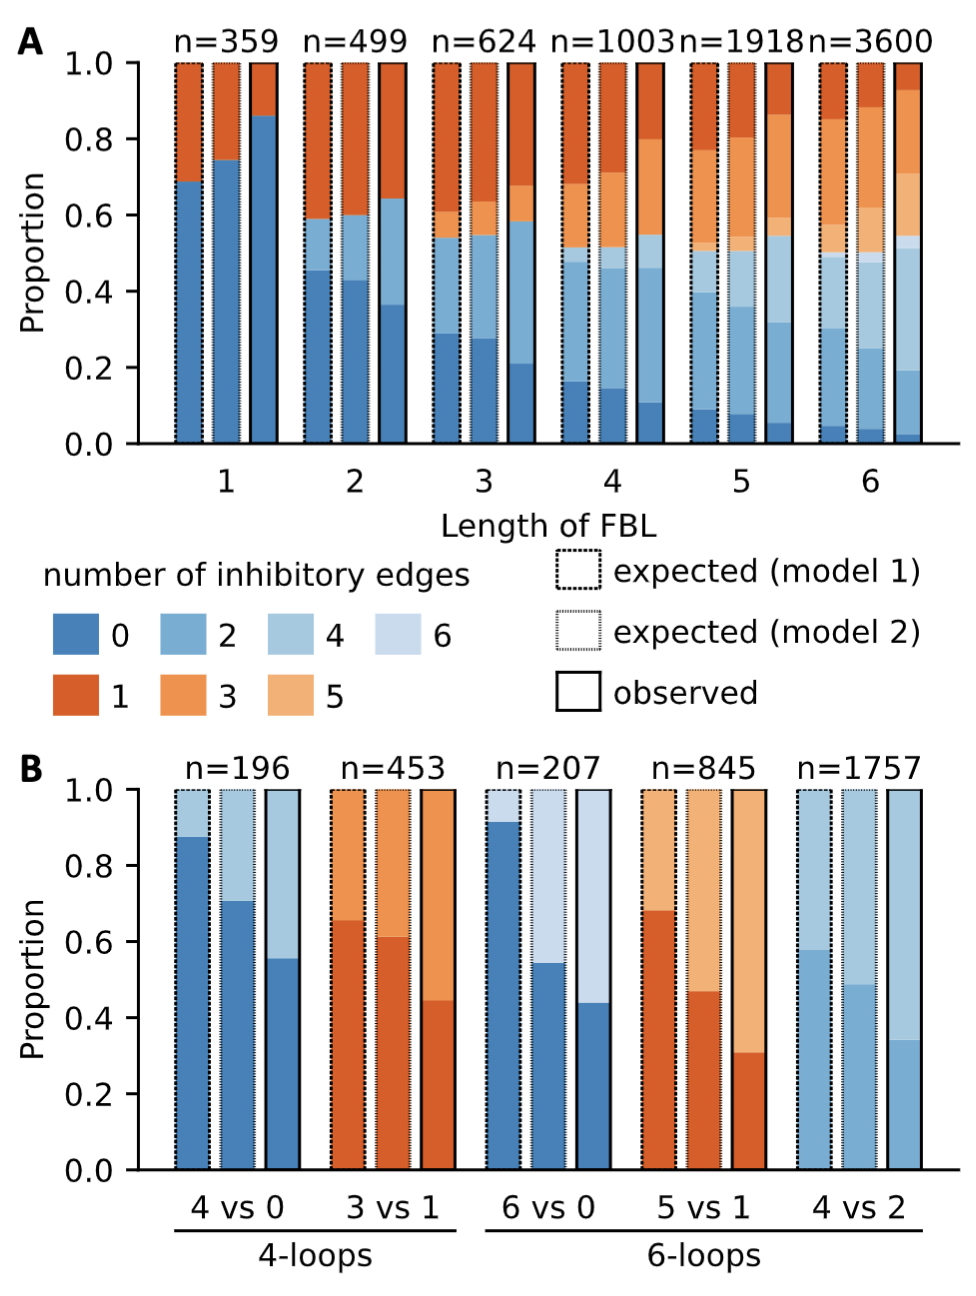 A
n=359 n=499 n=624 n=1003 n=1918 n=3600
1.0
0.8
0.6
0.4
0.2
0.0
Proportion
1 2 3 4 5 6
Length of FBL
number of inhibitory edges
0 2 4 6
1 3 5
expected (model 1)
expected (model 2)
observed
B
n=196 n=453 n=207 n=845 n=1757
1.0
0.8
0.6
0.4
0.2
0.0
Proportion
4 vs 0 3 vs 1 6 vs 0 5 vs 1 4 vs 2
4-loops 6-loops